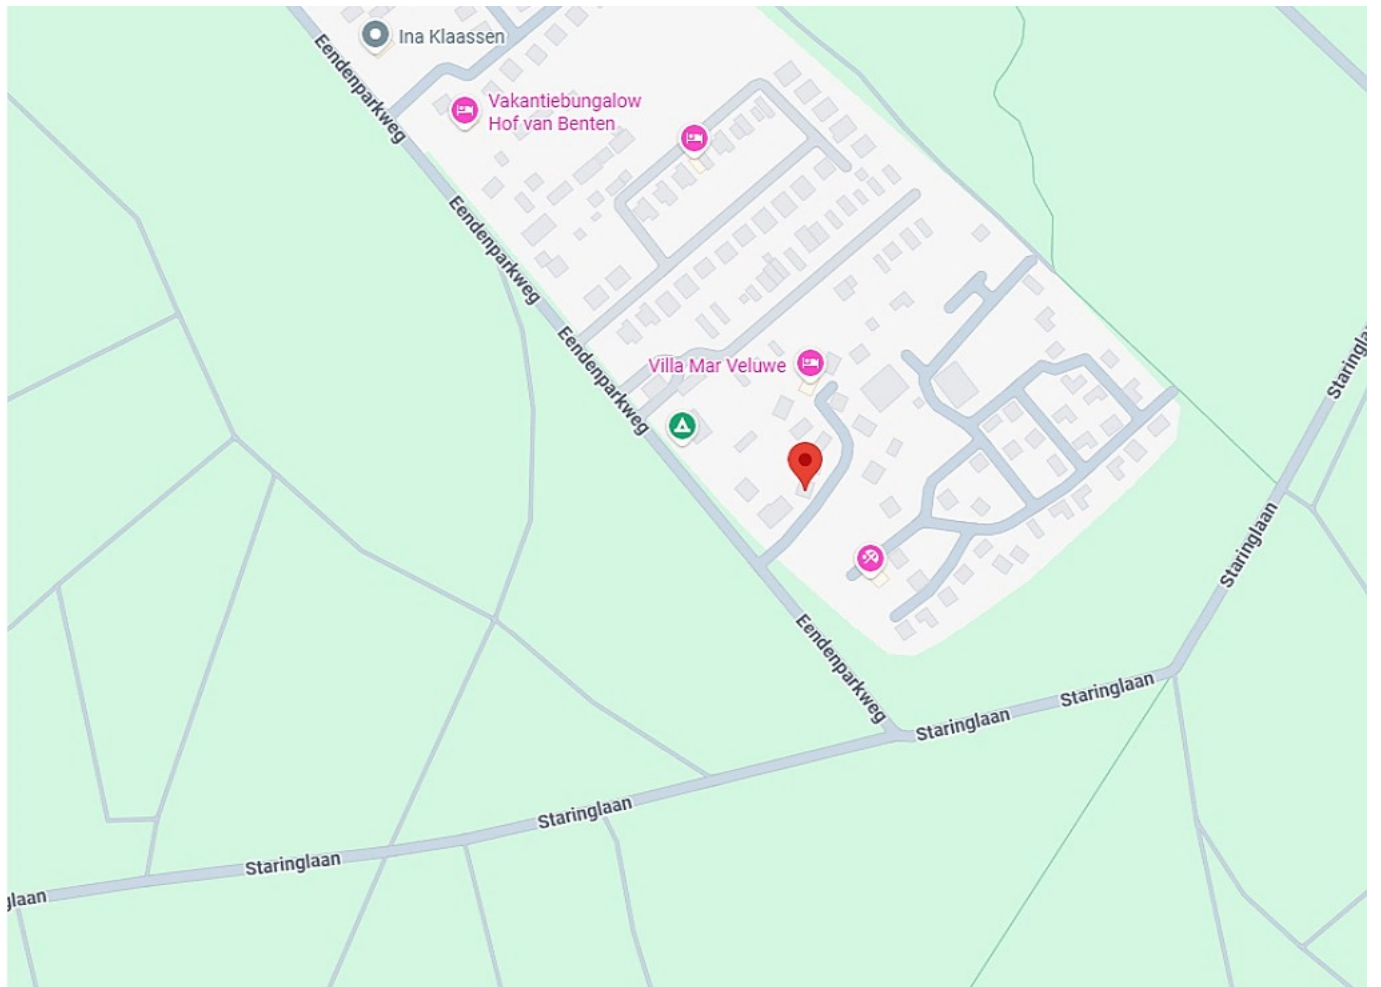 Ina Klaassen
Eendenparkweg
Vakantiebungalow
Hof van Benten
Eendenparkweg
Eendenparkweg
Villa Mar Veluwe
Staringlaan
Staringlaan
Eendenparkweg
Staringlaan
Staringlaan
Staringlaan
Staringlaan
glaan